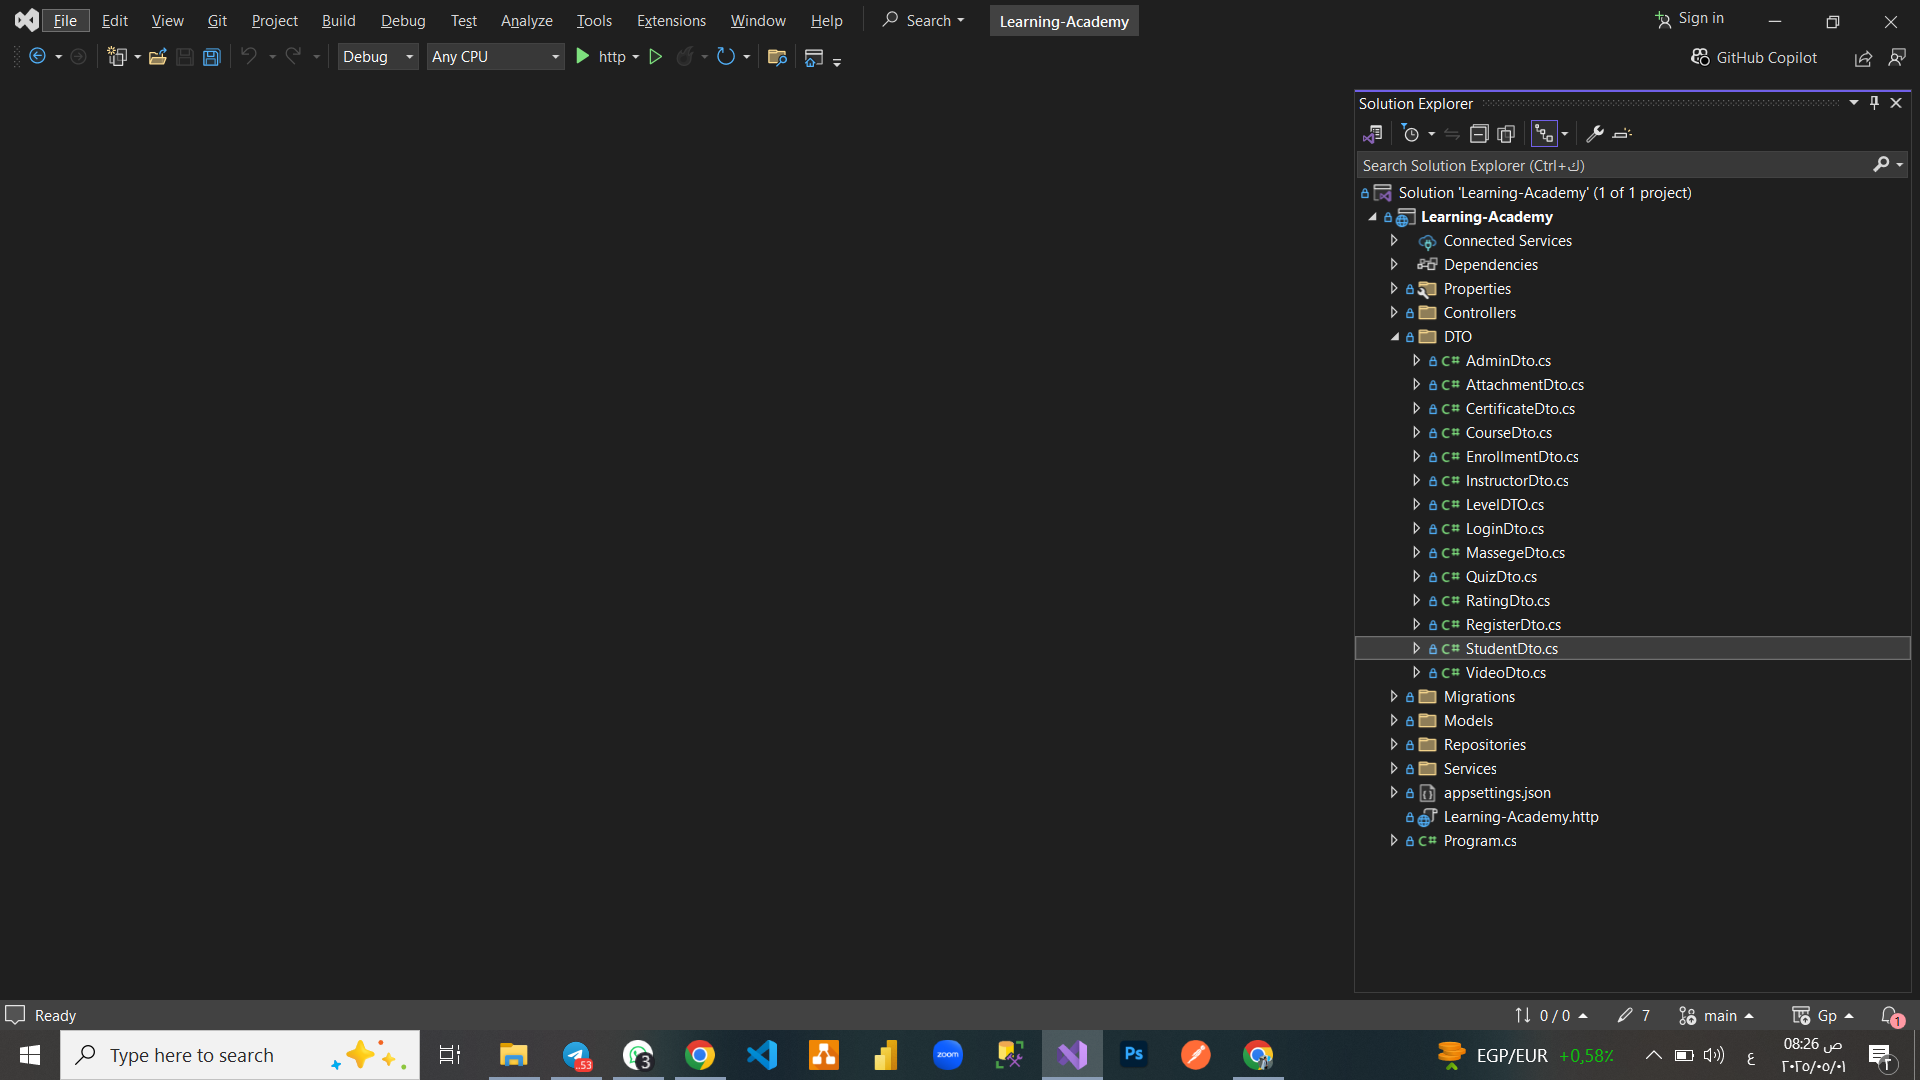 File Edit View Git Project Build Debug Test Analyze Tools Extensions Window Help Search Learning-Academy Sign in
Debug Any CPU http GitHub Copilot
Solution Explorer
Search Solution Explorer (Ctrl+ك)
Solution 'Learning-Academy' (1 of 1 project)
Learning-Academy
Connected Services
Dependencies
Properties
Controllers
DTO
C# AdminDto.cs
C# AttachmentDto.cs
C# CertificateDto.cs
C# CourseDto.cs
C# EnrollmentDto.cs
C# InstructorDto.cs
C# LevelDTO.cs
C# LoginDto.cs
C# MassegeDto.cs
C# QuizDto.cs
C# RatingDto.cs
C# RegisterDto.cs
C# StudentDto.cs
C# VideoDto.cs
Migrations
Models
Repositories
Services
appsettings.json
Learning-Academy.http
C# Program.cs
Ready 0 / 0 7 main Gp 1
Type here to search ..53 3 zoom Ps EGP/EUR +0,58٪ ع 08:26 ص
٢٠٢٥/٠٥/٠١ ٢